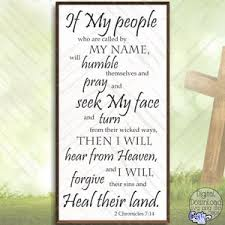 If My people
who are called by
MY NAME,
will humble
themselves and
pray and
seek My face
and turn
from their wicked ways,
THEN I WILL
hear from Heaven,
and I WILL
forgive their sins
and
Heal their land.
2 Chronicles 7:14
Digital
Download